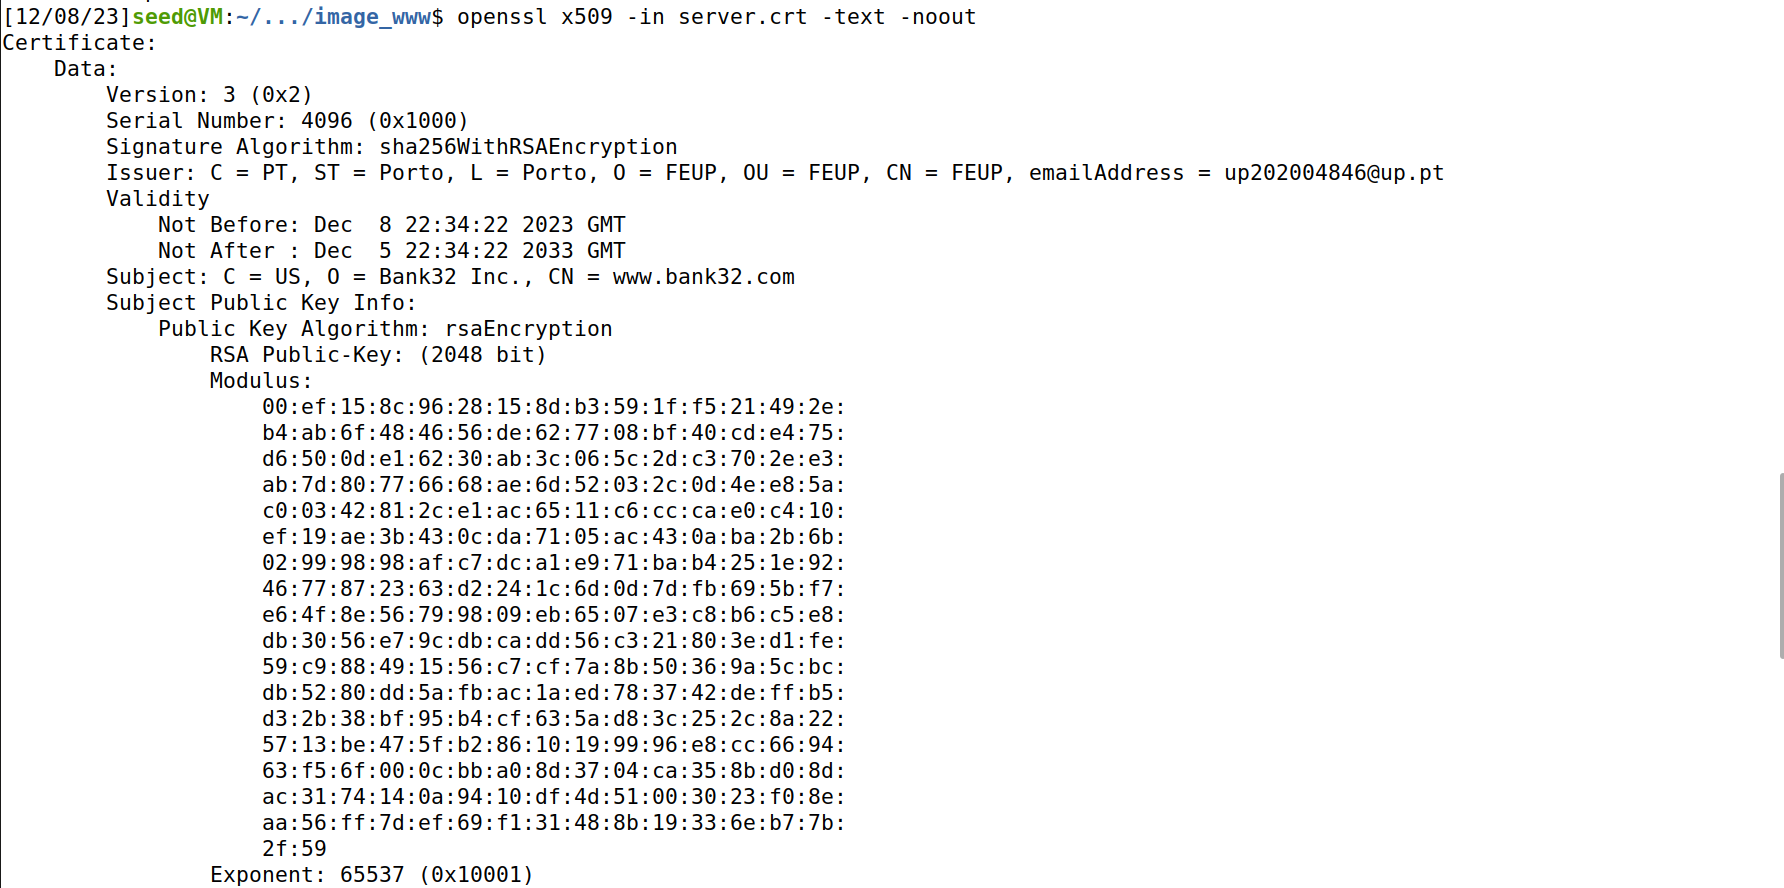 [12/08/23]seed@VM:~/.../image_www$ openssl x509 -in server.crt -text -noout
Certificate:
    Data:
        Version: 3 (0x2)
        Serial Number: 4096 (0x1000)
        Signature Algorithm: sha256WithRSAEncryption
        Issuer: C = PT, ST = Porto, L = Porto, O = FEUP, OU = FEUP, CN = FEUP, emailAddress = up202004846@up.pt
        Validity
            Not Before: Dec  8 22:34:22 2023 GMT
            Not After : Dec  5 22:34:22 2033 GMT
        Subject: C = US, O = Bank32 Inc., CN = www.bank32.com
        Subject Public Key Info:
            Public Key Algorithm: rsaEncryption
                RSA Public-Key: (2048 bit)
                Modulus:
                    00:ef:15:8c:96:28:15:8d:b3:59:1f:f5:21:49:2e:
                    b4:ab:6f:48:46:56:de:62:77:08:bf:40:cd:e4:75:
                    d6:50:0d:e1:62:30:ab:3c:06:5c:2d:c3:70:2e:e3:
                    ab:7d:80:77:66:68:ae:6d:52:03:2c:0d:4e:e8:5a:
                    c0:03:42:81:2c:e1:ac:65:11:c6:cc:ca:e0:c4:10:
                    ef:19:ae:3b:43:0c:da:71:05:ac:43:0a:ba:2b:6b:
                    02:99:98:98:af:c7:dc:a1:e9:71:ba:b4:25:1e:92:
                    46:77:87:23:63:d2:24:1c:6d:0d:7d:fb:69:5b:f7:
                    e6:4f:8e:56:79:98:09:eb:65:07:e3:c8:b6:c5:e8:
                    db:30:56:e7:9c:db:ca:dd:56:c3:21:80:3e:d1:fe:
                    59:c9:88:49:15:56:c7:cf:7a:8b:50:36:9a:5c:bc:
                    db:52:80:dd:5a:fb:ac:1a:ed:78:37:42:de:ff:b5:
                    d3:2b:38:bf:95:b4:cf:63:5a:d8:3c:25:2c:8a:22:
                    57:13:be:47:5f:b2:86:10:19:99:96:e8:cc:66:94:
                    63:f5:6f:00:0c:bb:a0:8d:37:04:ca:35:8b:d0:8d:
                    ac:31:74:14:0a:94:10:df:4d:51:00:30:23:f0:8e:
                    aa:56:ff:7d:ef:69:f1:31:48:8b:19:33:6e:b7:7b:
                    2f:59
                Exponent: 65537 (0x10001)